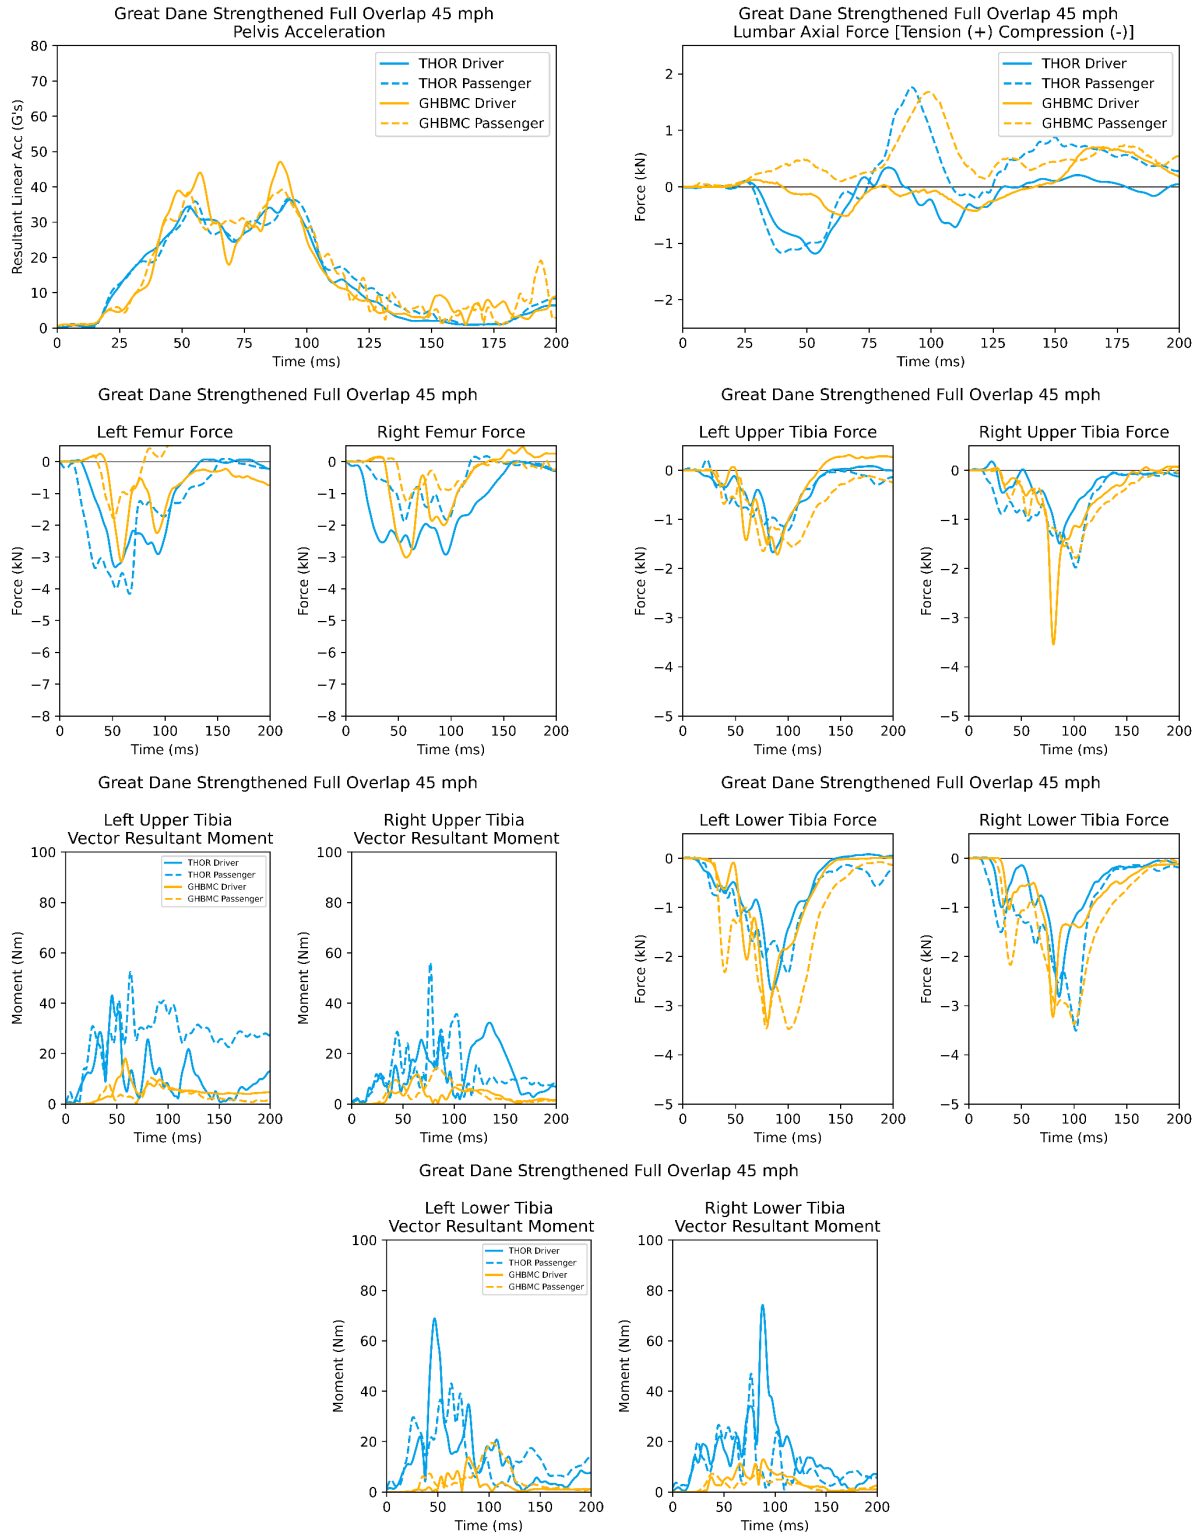 Great Dane Strengthened Full Overlap 45 mph
Pelvis Acceleration
80
70
60
50
40
30
20
10
0
Resultant Linear Acc (G's)
THOR Driver
THOR Passenger
GHBMC Driver
GHBMC Passenger
0 25 50 75 100 125 150 175 200
Time (ms)
Great Dane Strengthened Full Overlap 45 mph
Lumbar Axial Force [Tension (+) Compression (-)]
2
1
0
−1
−2
Force (kN)
THOR Driver
THOR Passenger
GHBMC Driver
GHBMC Passenger
0 25 50 75 100 125 150 175 200
Time (ms)
Great Dane Strengthened Full Overlap 45 mph
Left Femur Force
0
−1
−2
−3
−4
−5
−6
−7
−8
Force (kN)
0 50 100 150 200
Time (ms)
Right Femur Force
0
−1
−2
−3
−4
−5
−6
−7
−8
Force (kN)
0 50 100 150 200
Time (ms)
Great Dane Strengthened Full Overlap 45 mph
Left Upper Tibia Force
0
−1
−2
−3
−4
−5
Force (kN)
0 50 100 150 200
Time (ms)
Right Upper Tibia Force
0
−1
−2
−3
−4
−5
Force (kN)
0 50 100 150 200
Time (ms)
Great Dane Strengthened Full Overlap 45 mph
Left Upper Tibia
Vector Resultant Moment
100
80
60
40
20
0
Moment (Nm)
THOR Driver
THOR Passenger
GHBMC Driver
GHBMC Passenger
0 50 100 150 200
Time (ms)
Right Upper Tibia
Vector Resultant Moment
100
80
60
40
20
0
Moment (Nm)
0 50 100 150 200
Time (ms)
Great Dane Strengthened Full Overlap 45 mph
Left Lower Tibia Force
0
−1
−2
−3
−4
−5
Force (kN)
0 50 100 150 200
Time (ms)
Right Lower Tibia Force
0
−1
−2
−3
−4
−5
Force (kN)
0 50 100 150 200
Time (ms)
Great Dane Strengthened Full Overlap 45 mph
Left Lower Tibia
Vector Resultant Moment
100
80
60
40
20
0
Moment (Nm)
THOR Driver
THOR Passenger
GHBMC Driver
GHBMC Passenger
0 50 100 150 200
Time (ms)
Right Lower Tibia
Vector Resultant Moment
100
80
60
40
20
0
Moment (Nm)
0 50 100 150 200
Time (ms)